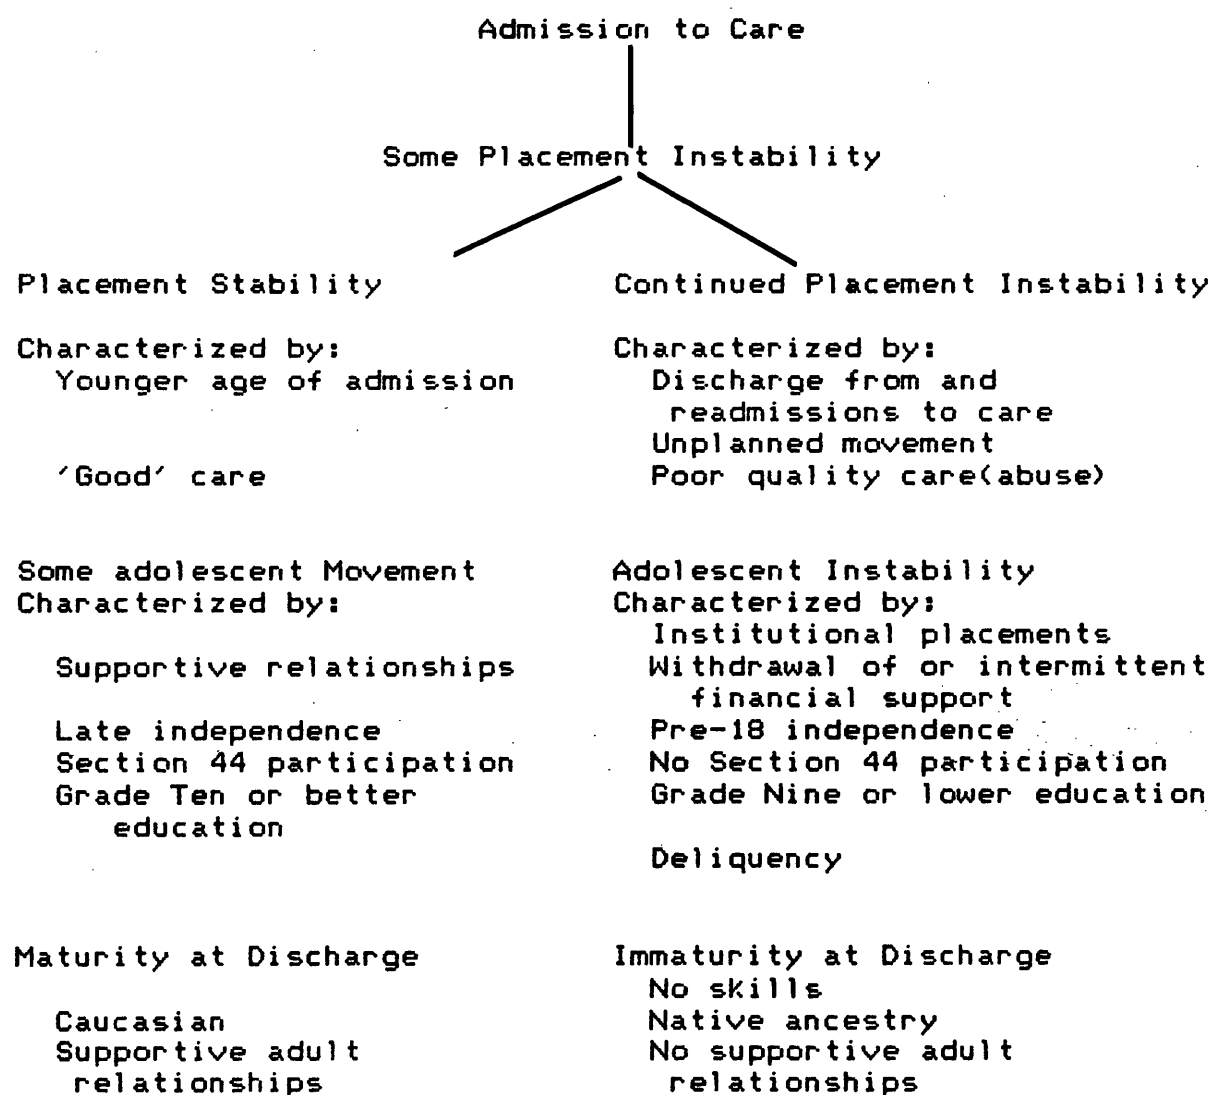 Admission to Care
Some Placement Instability
Placement Stability
Characterized by:
Younger age of admission
'Good' care
Some adolescent Movement
Characterized by:
Supportive relationships
Late independence
Section 44 participation
Grade Ten or better
education
Maturity at Discharge
Caucasian
Supportive adult
relationships
Continued Placement Instability
Characterized by:
Discharge from and
readmissions to care
Unplanned movement
Poor quality care(abuse)
Adolescent Instability
Characterized by:
Institutional placements
Withdrawal of or intermittent
financial support
Pre-18 independence
No Section 44 participation
Grade Nine or lower education
Deliquency
Immaturity at Discharge
No sKills
Native ancestry
No supportive adult
relationships